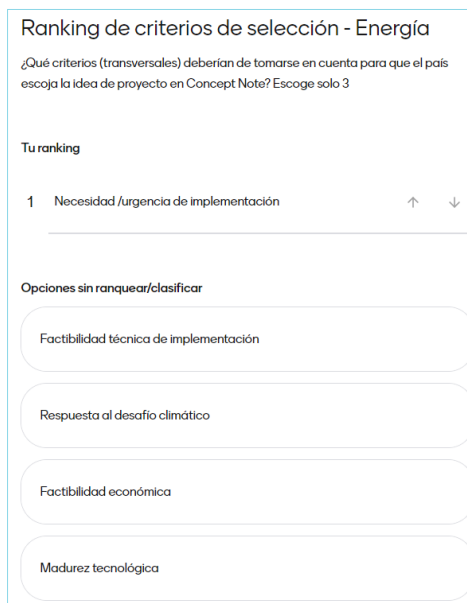 Ranking de criterios de selección - Energía
¿Qué criterios (transversales) deberían de tomarse en cuenta para que el país
escoja la idea de proyecto en Concept Note? Escoge solo 3
Tu ranking
1 Necesidad /urgencia de implementación
Opciones sin ranquear/clasificar
Factibilidad técnica de implementación
Respuesta al desafío climático
Factibilidad económica
Madurez tecnológica